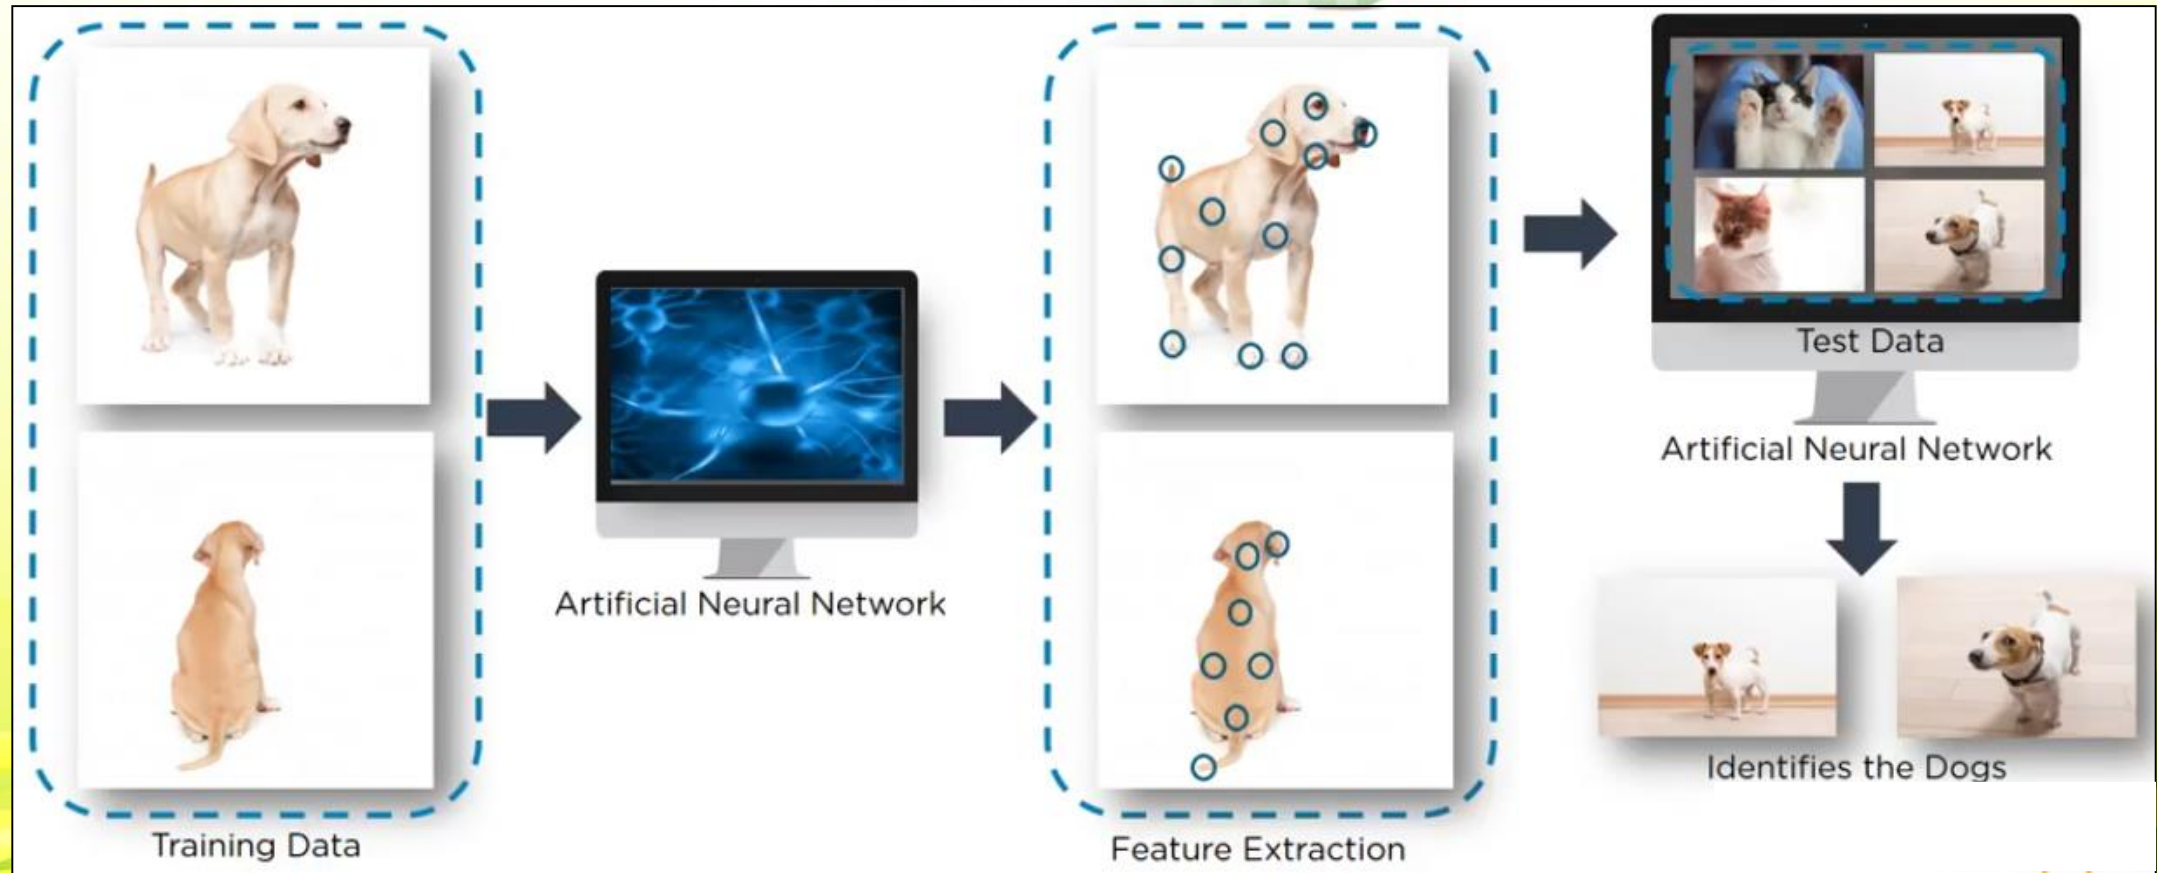 Training Data
Artificial Neural Network
Feature Extraction
Test Data
Artificial Neural Network
Identifies the Dogs